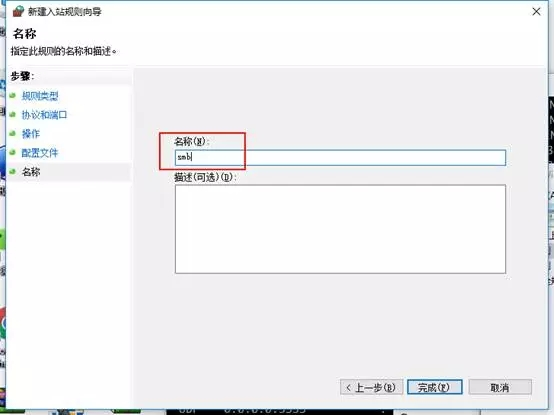 新建入站规则向导
名称
指定此规则的名称和描述。
步骤:
规则类型
协议和端口
操作
配置文件
名称
名称(N):
smb
描述(可选)(D):
< 上一步(B)
完成(F)
取消